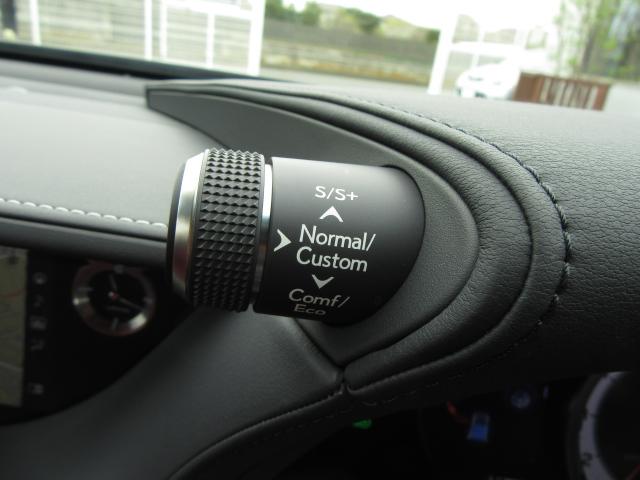 S/S+
Normal/
Custom
Comf/
Eco